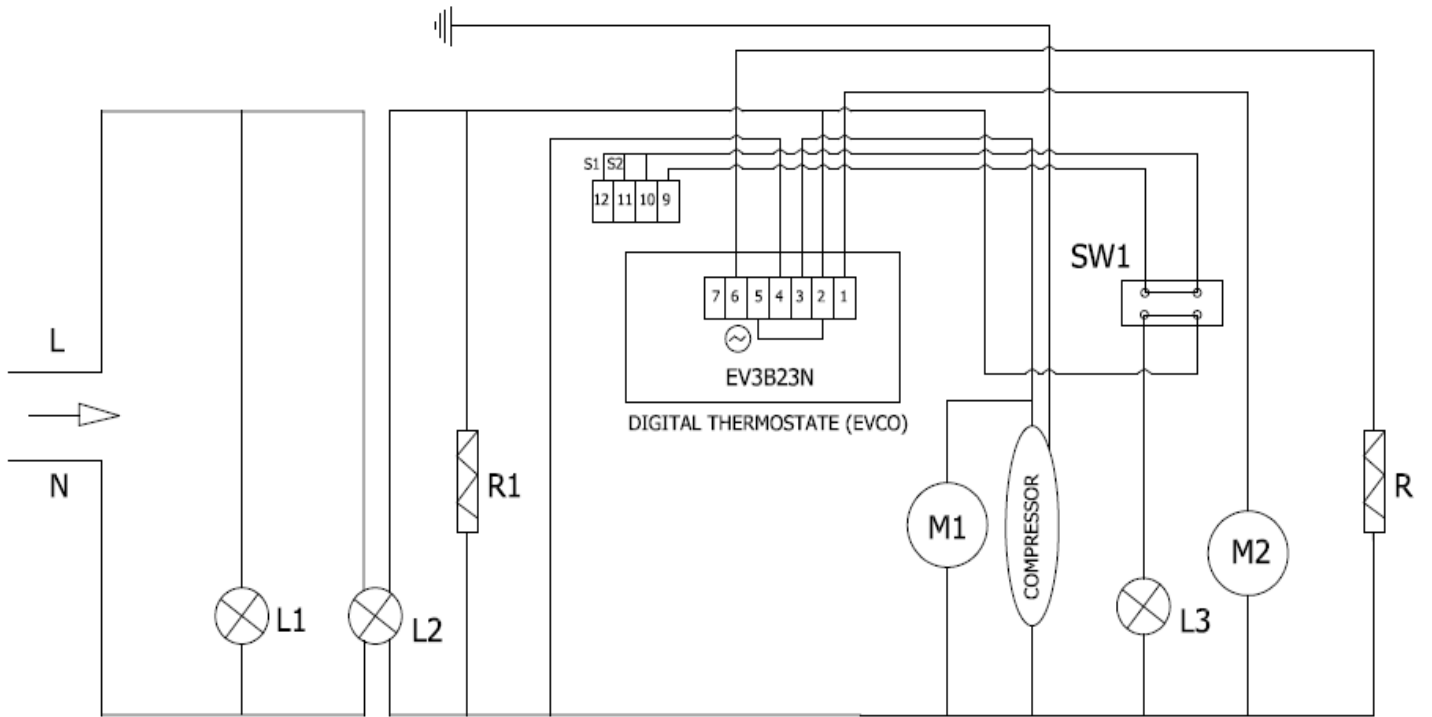 S1 S2
12 11 10 9
SW1
7 6 5 4 3 2 1
L
EV3B23N
DIGITAL THERMOSTATE (EVCO)
N
R1
R
M1
COMPRESSOR
M2
L1
L2
L3